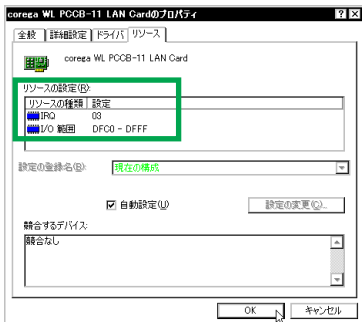 corega WL PCCB-11 LAN Cardのプロパティ
全般 詳細設定 ドライバ リソース
corega WL PCCB-11 LAN Card
リソースの設定(R):
リソースの種類 設定
IRQ 03
I/O 範囲 DFC0 - DFFF
設定の登録名(B): 現在の構成
自動設定(U) 設定の変更(C)...
競合するデバイス:
競合なし
OK キャンセル